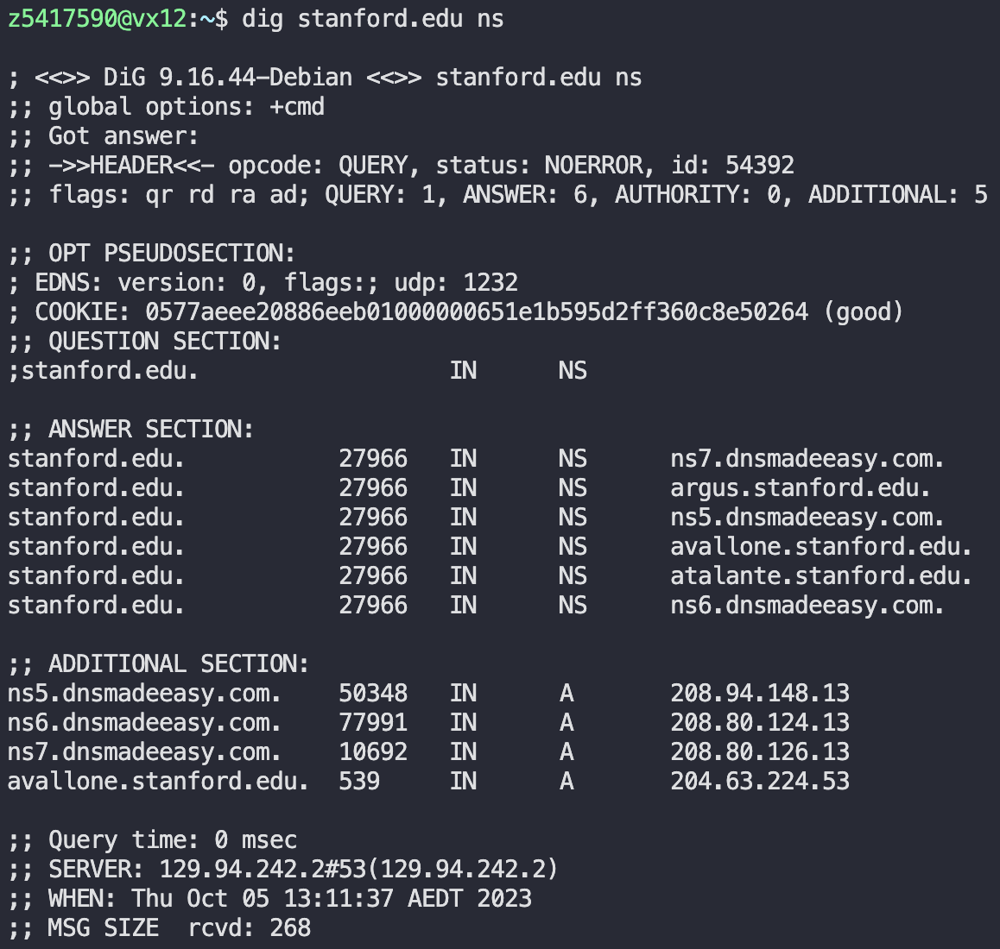 z5417590@vx12:~$ dig stanford.edu ns

; <<>> DiG 9.16.44-Debian <<>> stanford.edu ns
;; global options: +cmd
;; Got answer:
;; ->>HEADER<<- opcode: QUERY, status: NOERROR, id: 54392
;; flags: qr rd ra ad; QUERY: 1, ANSWER: 6, AUTHORITY: 0, ADDITIONAL: 5

;; OPT PSEUDOSECTION:
; EDNS: version: 0, flags:; udp: 1232
; COOKIE: 0577aeee20886eeb01000000651e1b595d2ff360c8e50264 (good)
;; QUESTION SECTION:
;stanford.edu.			IN	NS

;; ANSWER SECTION:
stanford.edu.		27966	IN	NS	ns7.dnsmadeeasy.com.
stanford.edu.		27966	IN	NS	argus.stanford.edu.
stanford.edu.		27966	IN	NS	ns5.dnsmadeeasy.com.
stanford.edu.		27966	IN	NS	avallone.stanford.edu.
stanford.edu.		27966	IN	NS	atalante.stanford.edu.
stanford.edu.		27966	IN	NS	ns6.dnsmadeeasy.com.

;; ADDITIONAL SECTION:
ns5.dnsmadeeasy.com.	50348	IN	A	208.94.148.13
ns6.dnsmadeeasy.com.	77991	IN	A	208.80.124.13
ns7.dnsmadeeasy.com.	10692	IN	A	208.80.126.13
avallone.stanford.edu.	539	IN	A	204.63.224.53

;; Query time: 0 msec
;; SERVER: 129.94.242.2#53(129.94.242.2)
;; WHEN: Thu Oct 05 13:11:37 AEDT 2023
;; MSG SIZE  rcvd: 268